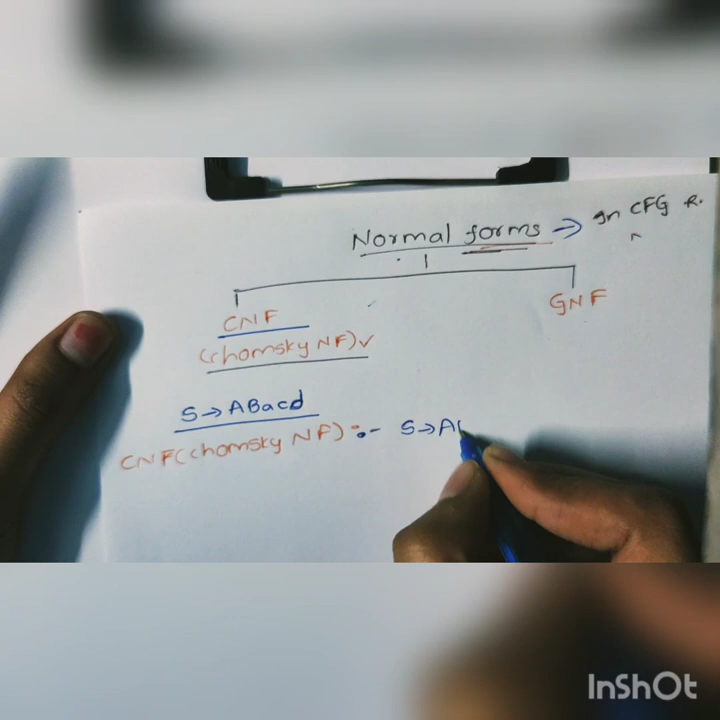 Normal forms → In CFG R.
CNF
GNF
(chomsky NF)✓
S→ABacd
CNF(chomsky NF):- S→A
InShOt